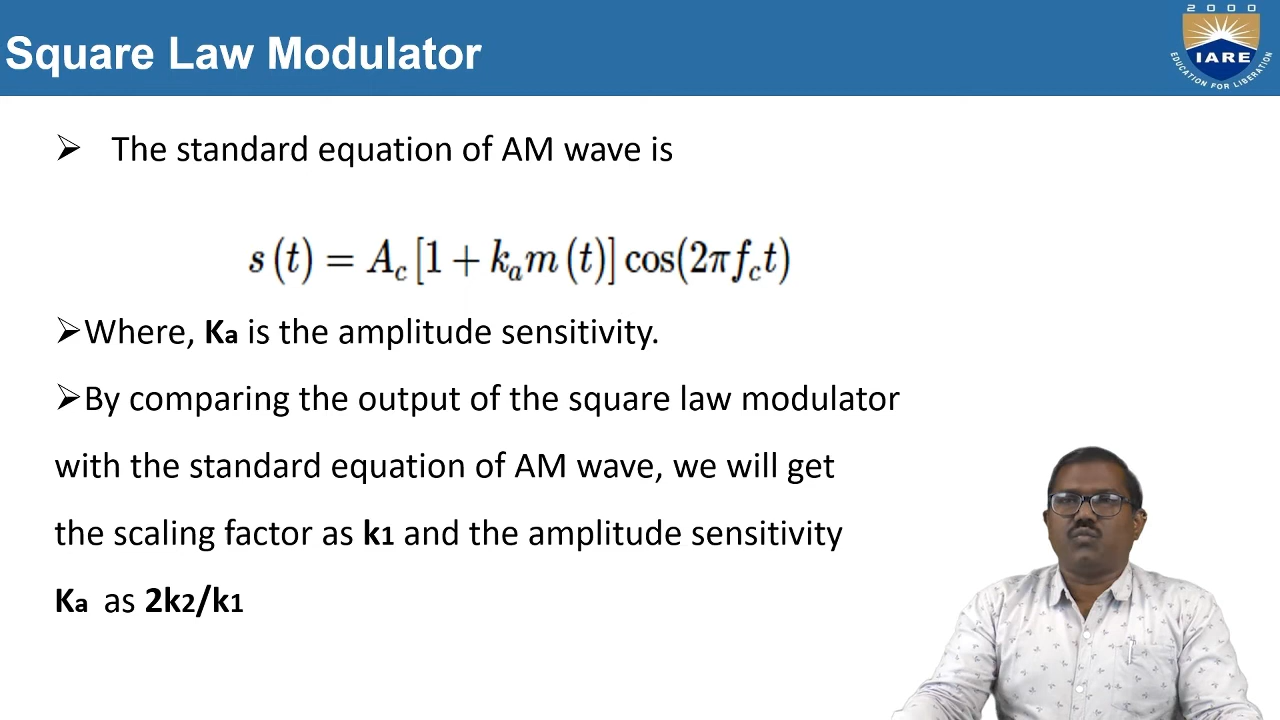 2 0 0 0
IARE
EDUCATION FOR LIBERATION
Square Law Modulator
➢ The standard equation of AM wave is
s (t) = A_c [1 + k_a m (t)] cos(2πf_c t)
➢Where, Ka is the amplitude sensitivity.
➢By comparing the output of the square law modulator
with the standard equation of AM wave, we will get
the scaling factor as k1 and the amplitude sensitivity
Ka as 2k2/k1